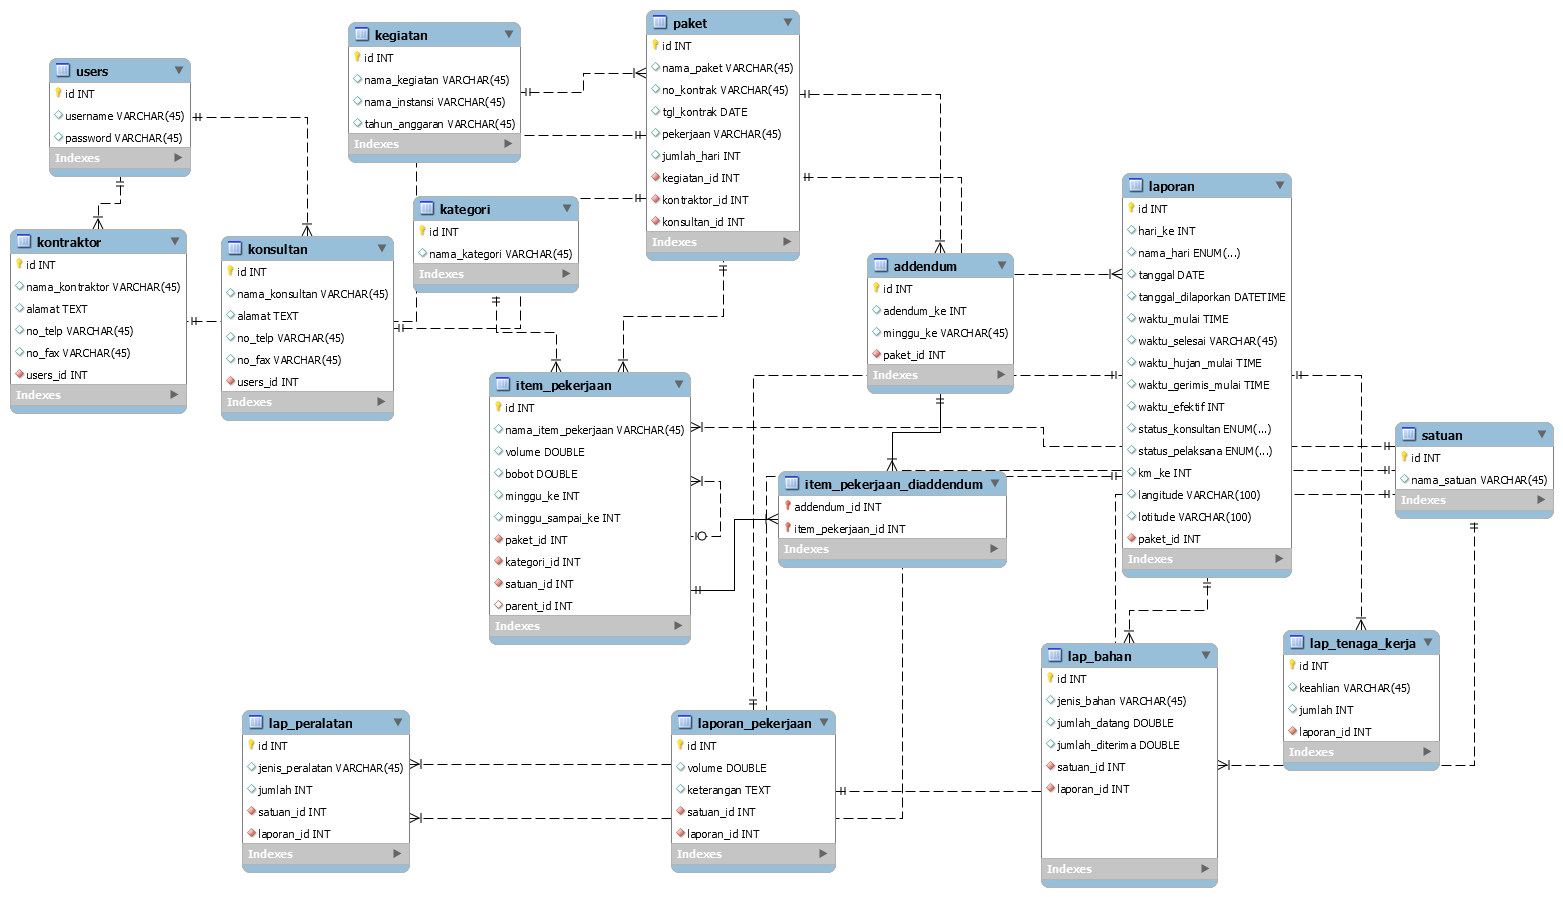 users
id INT
username VARCHAR(45)
password VARCHAR(45)
Indexes
kegiatan
id INT
nama_kegiatan VARCHAR(45)
nama_instansi VARCHAR(45)
tahun_anggaran VARCHAR(45)
Indexes
paket
id INT
nama_paket VARCHAR(45)
no_kontrak VARCHAR(45)
tgl_kontrak DATE
pekerjaan VARCHAR(45)
jumlah_hari INT
kegiatan_id INT
kontraktor_id INT
konsultan_id INT
Indexes
kontraktor
id INT
nama_kontraktor VARCHAR(45)
alamat TEXT
no_telp VARCHAR(45)
no_fax VARCHAR(45)
users_id INT
Indexes
konsultan
id INT
nama_konsultan VARCHAR(45)
alamat TEXT
no_telp VARCHAR(45)
no_fax VARCHAR(45)
users_id INT
Indexes
kategori
id INT
nama_kategori VARCHAR(45)
Indexes
addendum
id INT
adendum_ke INT
minggu_ke VARCHAR(45)
paket_id INT
Indexes
laporan
id INT
hari_ke INT
nama_hari ENUM(...)
tanggal DATE
tanggal_dilaporkan DATETIME
waktu_mulai TIME
waktu_selesai VARCHAR(45)
waktu_hujan_mulai TIME
waktu_gerimis_mulai TIME
waktu_efektif INT
status_konsultan ENUM(...)
status_pelaksana ENUM(...)
km_ke INT
langitude VARCHAR(100)
lotitude VARCHAR(100)
paket_id INT
Indexes
item_pekerjaan
id INT
nama_item_pekerjaan VARCHAR(45)
volume DOUBLE
bobot DOUBLE
minggu_ke INT
minggu_sampai_ke INT
paket_id INT
kategori_id INT
satuan_id INT
parent_id INT
Indexes
item_pekerjaan_diaddendum
addendum_id INT
item_pekerjaan_id INT
Indexes
satuan
id INT
nama_satuan VARCHAR(45)
Indexes
lap_peralatan
id INT
jenis_peralatan VARCHAR(45)
jumlah INT
satuan_id INT
laporan_id INT
Indexes
laporan_pekerjaan
id INT
volume DOUBLE
keterangan TEXT
satuan_id INT
laporan_id INT
Indexes
lap_bahan
id INT
jenis_bahan VARCHAR(45)
jumlah_datang DOUBLE
jumlah_diterima DOUBLE
satuan_id INT
laporan_id INT
Indexes
lap_tenaga_kerja
id INT
keahlian VARCHAR(45)
jumlah INT
laporan_id INT
Indexes